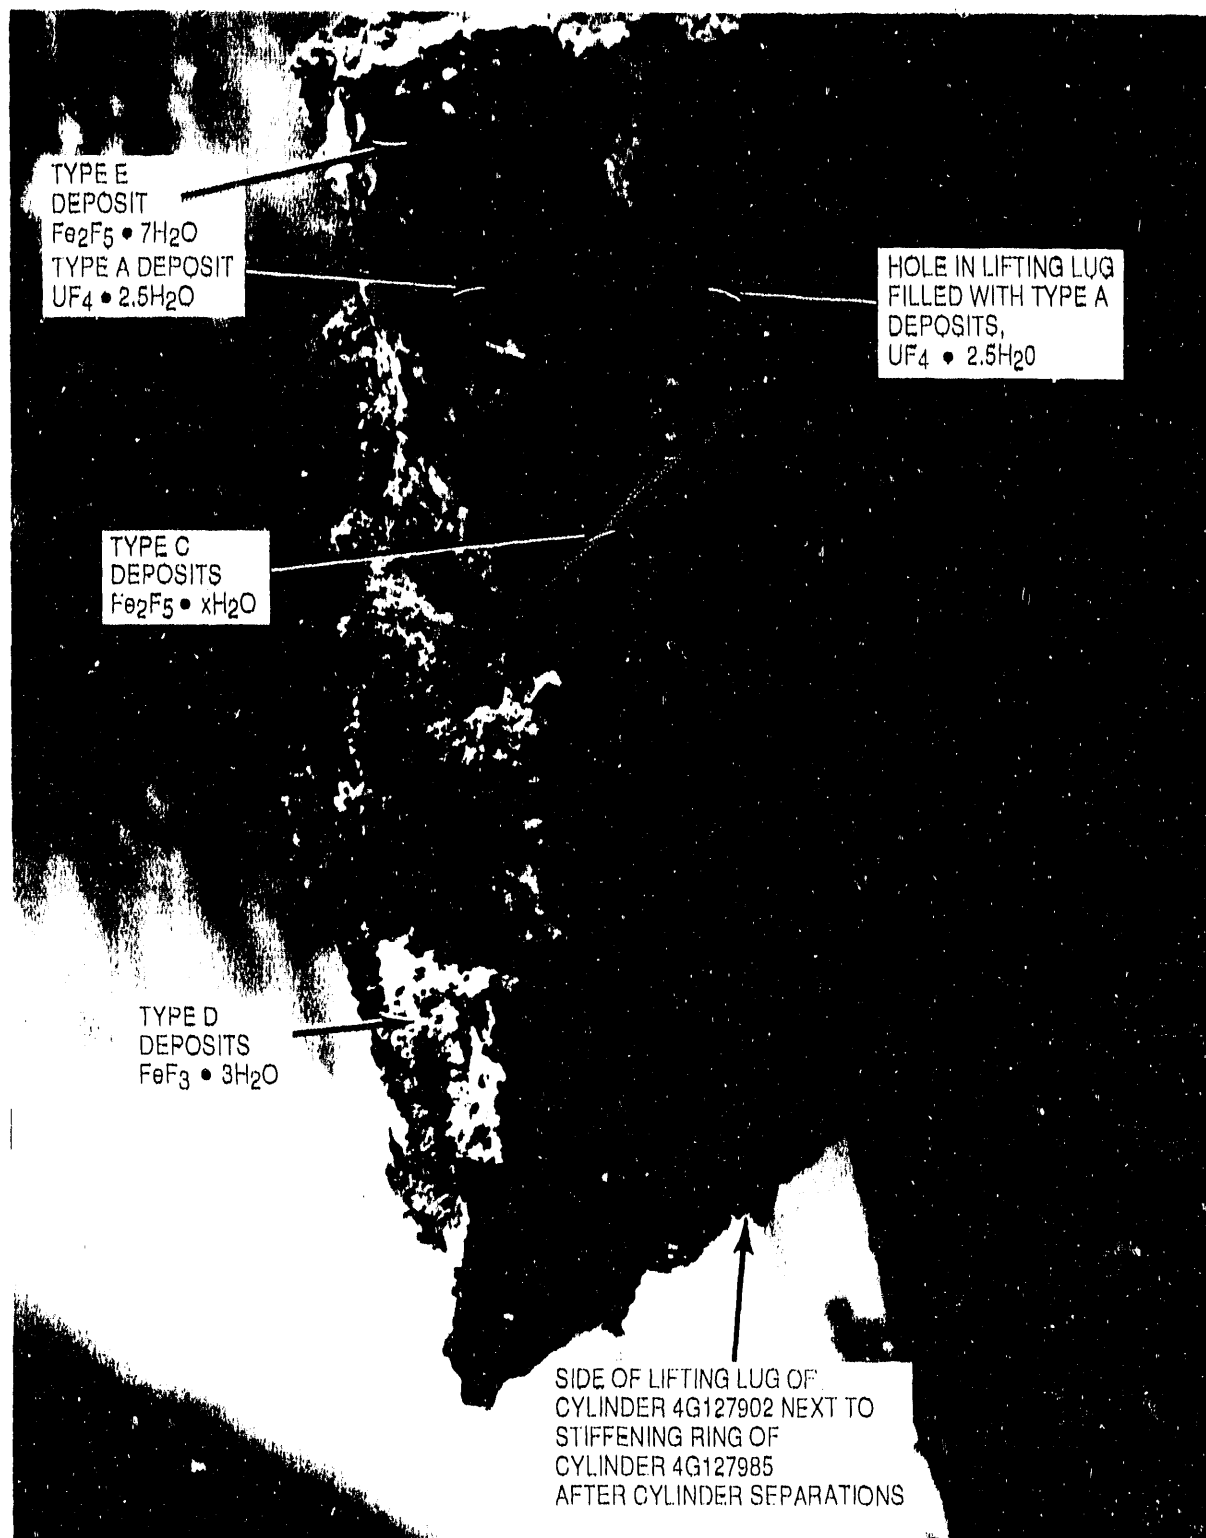 TYPE E
DEPOSIT
Fe2F5 • 7H2O
TYPE A DEPOSIT
UF4 • 2.5H2O
HOLE IN LIFTING LUG
FILLED WITH TYPE A
DEPOSITS,
UF4 • 2.5H2O
TYPE C
DEPOSITS
Fe2F5 • xH2O
TYPE D
DEPOSITS
FeF3 • 3H2O
SIDE OF LIFTING LUG OF
CYLINDER 4G127902 NEXT TO
STIFFENING RING OF
CYLINDER 4G127985
AFTER CYLINDER SEPARATIONS